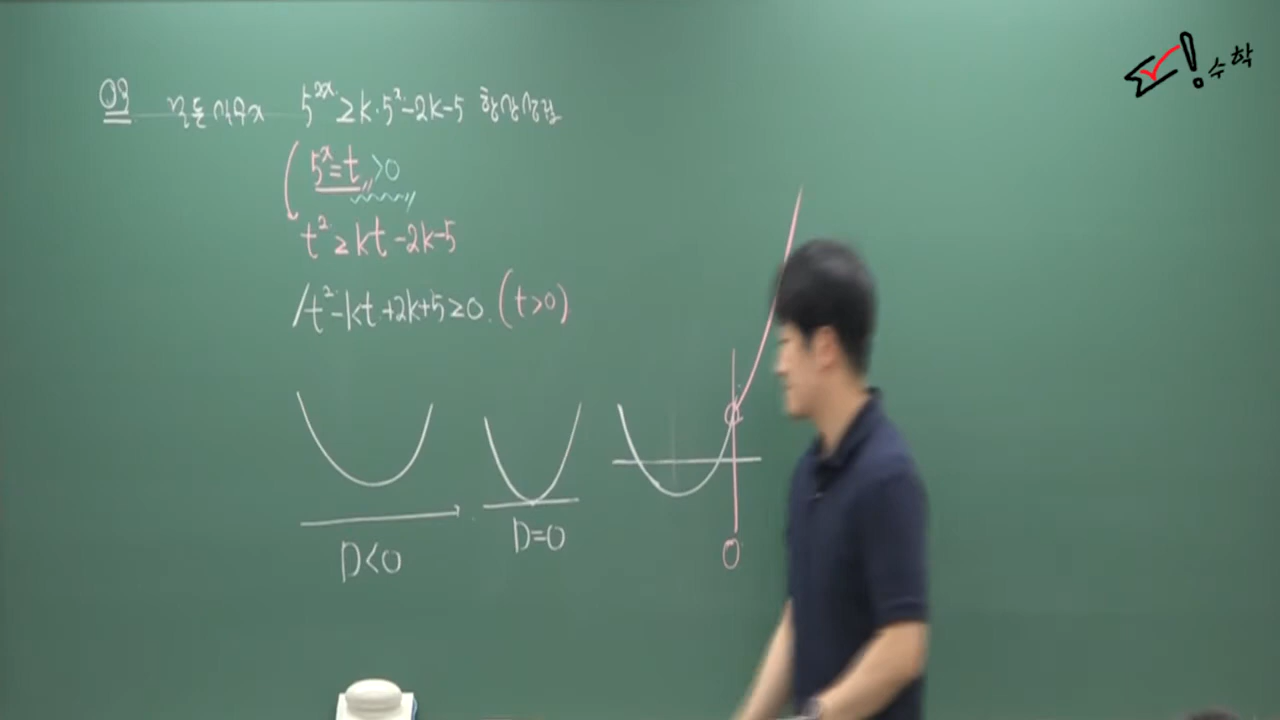 수학
09 모든 실수 x 5^{2x} ≥ k·5^x - 2k - 5 항상 성립
5^x = t > 0
t² ≥ kt - 2k - 5
t² - kt + 2k + 5 ≥ 0. (t > 0)
D < 0
D = 0
0